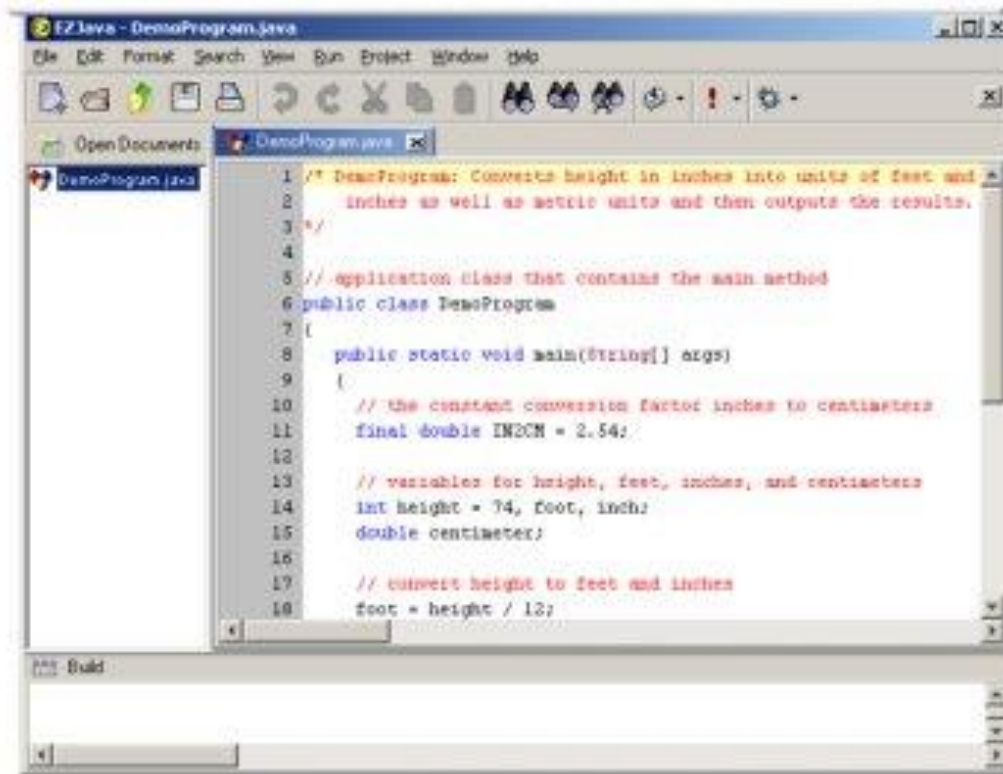 EZJava - DemoProgram.java
File Edit Format Search View Run Project Window Help
Open Documents
DemoProgram.java
DemoProgram.java
1 /* DemoProgram: Converts height in inches into units of feet and
2 inches as well as metric units and then outputs the results.
3 */
4
5 // application class that contains the main method
6 public class DemoProgram
7 {
8 public static void main(String[] args)
9 {
10 // the constant conversion factor inches to centimeters
11 final double IN2CM = 2.54;
12
13 // variables for height, feet, inches, and centimeters
14 int height = 74, foot, inch;
15 double centimeter;
16
17 // convert height to feet and inches
18 foot = height / 12;
Build